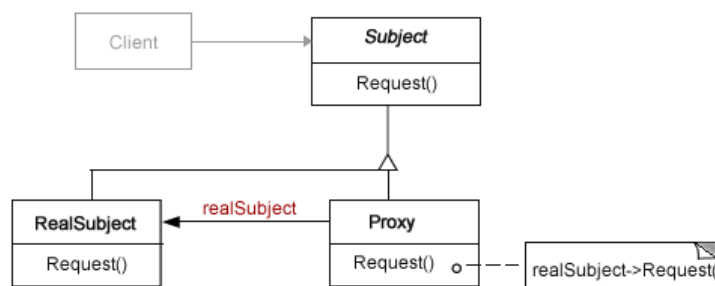 Client
Subject
Request()
realSubject
RealSubject
Request()
Proxy
Request()
realSubject->Request(